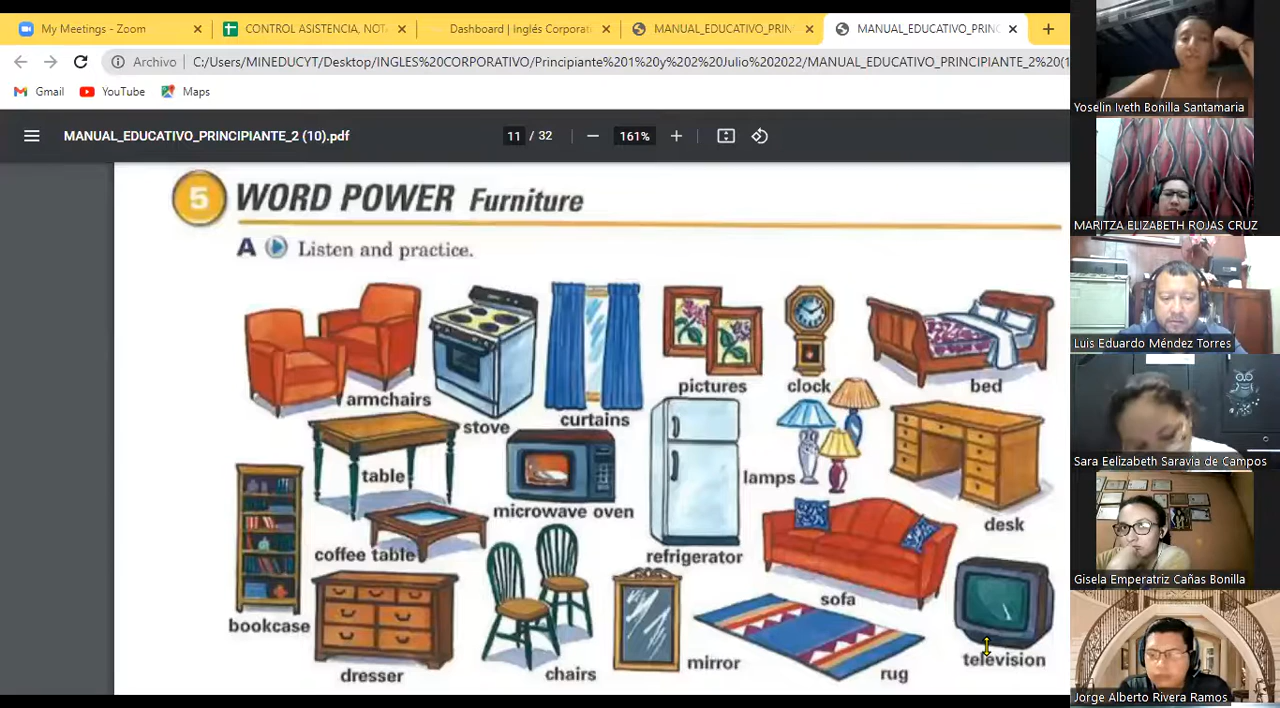 My Meetings - Zoom
CONTROL ASISTENCIA, NOT
Dashboard | Inglés Corporat
MANUAL_EDUCATIVO_PRIN
MANUAL_EDUCATIVO_PRINC
Archivo
C:/Users/MINEDUCYT/Desktop/INGLES%20CORPORATIVO/Principiante%201%20y%202%20Julio%202022/MANUAL_EDUCATIVO_PRINCIPIANTE_2%20(1
Gmail
YouTube
Maps
MANUAL_EDUCATIVO_PRINCIPIANTE_2 (10).pdf
11 / 32
161%
5 WORD POWER Furniture
A Listen and practice.
armchairs
stove
curtains
pictures
clock
bed
table
microwave oven
lamps
desk
coffee table
refrigerator
sofa
bookcase
dresser
chairs
mirror
rug
television
Yoselin Iveth Bonilla Santamaria
MARITZA ELIZABETH ROJAS CRUZ
Luis Eduardo Méndez Torres
Sara Eelizabeth Saravia de Campos
Gisela Emperatriz Cañas Bonilla
Jorge Alberto Rivera Ramos